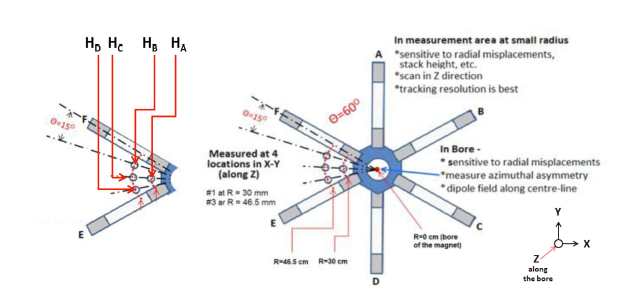 H_D H_C H_B H_A
In measurement area at small radius
*sensitive to radial misplacements,
stack height, etc.
*scan in Z direction
*tracking resolution is best
A
B
C
D
E
F
Θ=60°
Θ=15°
F
Θ=15°
E
Measured at 4
locations in X-Y
(along Z)
#1 at R = 30 mm
#3 ar R = 46.5 mm
In Bore -
* sensitive to radial misplacements
*measure azimuthal asymmetry
*dipole field along centre-line
R=0 cm (bore
of the magnet)
R=46.5 cm
R=30 cm
Y
X
Z
along
the bore